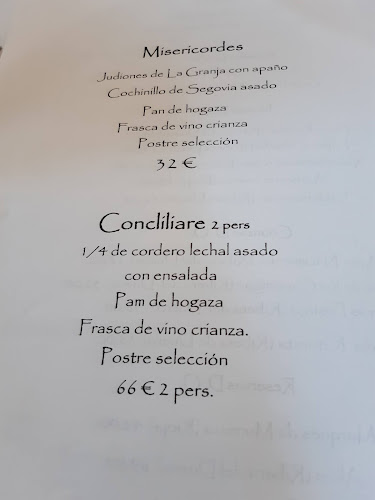 Misericordes
Judiones de La Granja con apaño
Cochinillo de Segovia asado
Pan de hogaza
Frasca de vino crianza
Postre selección
32 €
Concliliare 2 pers
1/4 de cordero lechal asado
con ensalada
Pam de hogaza
Frasca de vino crianza.
Postre selección
66 € 2 pers.